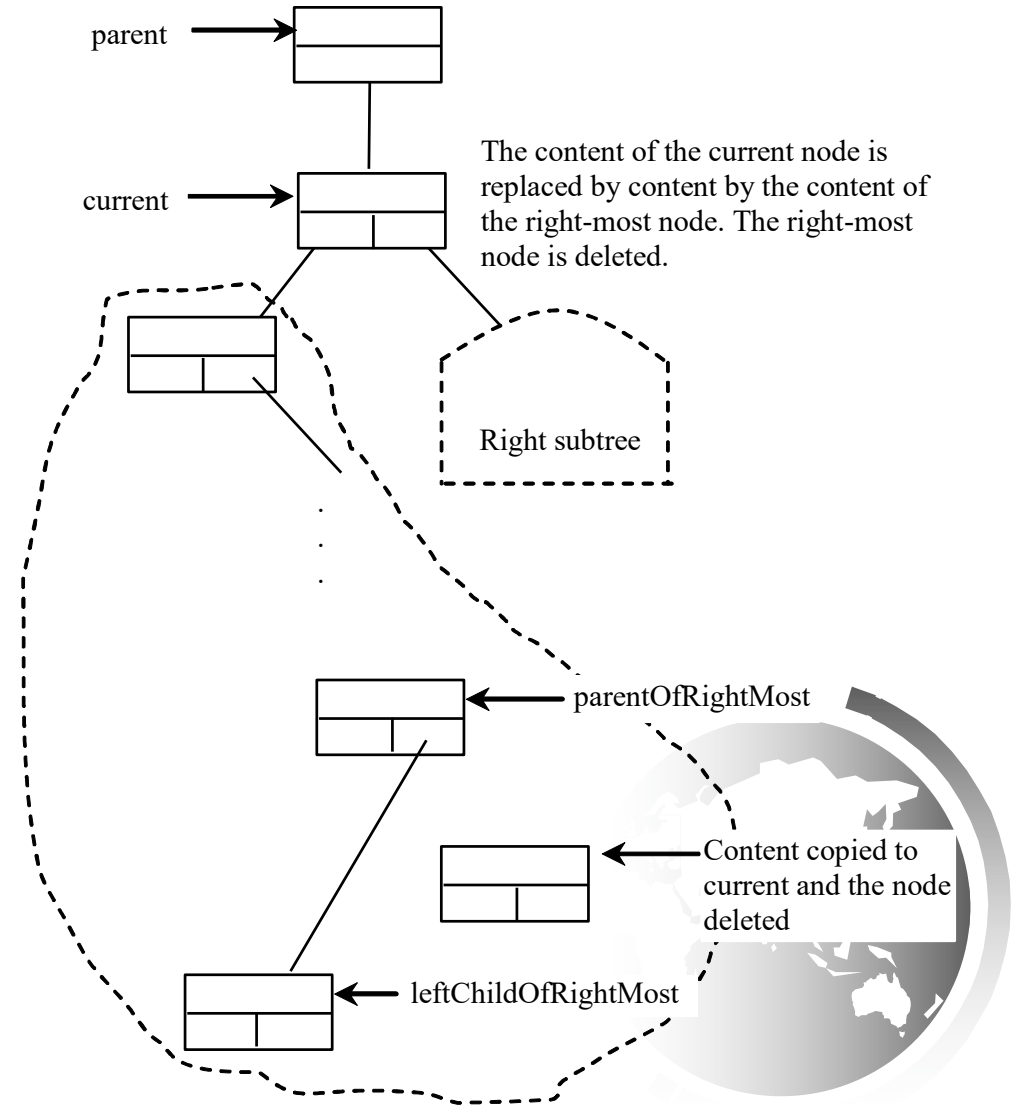 parent
current
The content of the current node is
replaced by content by the content of
the right-most node. The right-most
node is deleted.
Right subtree
.
.
.
parentOfRightMost
Content copied to
current and the node
deleted
leftChildOfRightMost